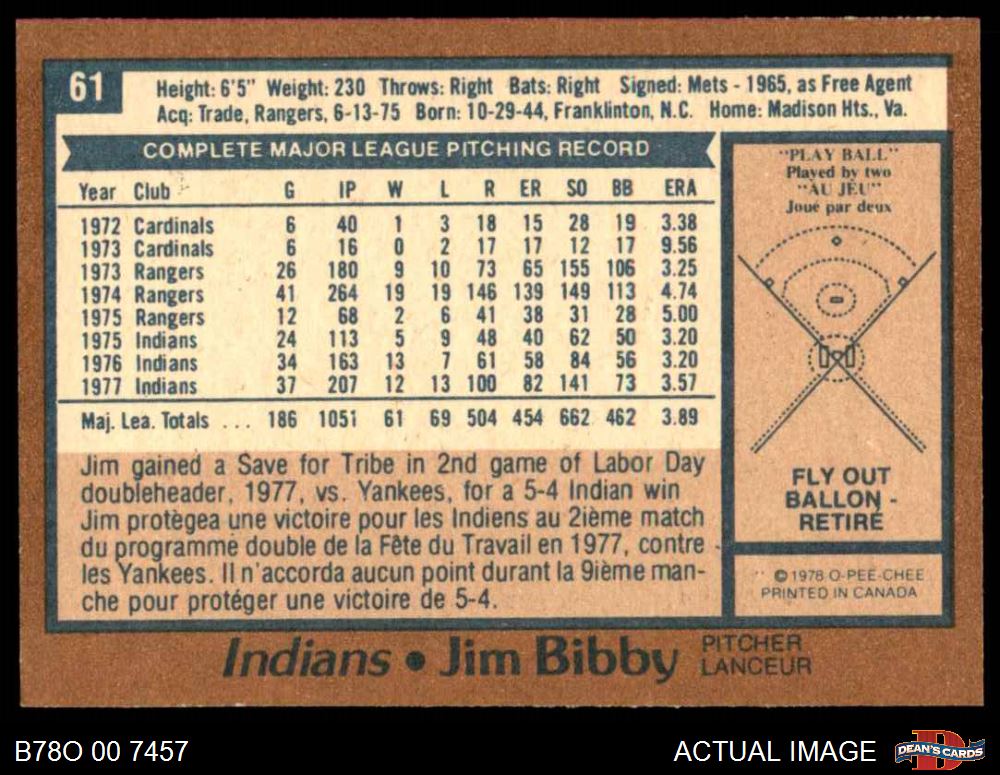 61
Height: 6'5" Weight: 230 Throws: Right Bats: Right Signed: Mets - 1965, as Free Agent
Acq: Trade, Rangers, 6-13-75 Born: 10-29-44, Franklinton, N.C. Home: Madison Hts., Va.
COMPLETE MAJOR LEAGUE PITCHING RECORD
Year Club G IP W L R ER SO BB ERA
1972 Cardinals 6 40 1 3 18 15 28 19 3.38
1973 Cardinals 6 16 0 2 17 17 12 17 9.56
1973 Rangers 26 180 9 10 73 65 155 106 3.25
1974 Rangers 41 264 19 19 146 139 149 113 4.74
1975 Rangers 12 68 2 6 41 38 31 28 5.00
1975 Indians 24 113 5 9 48 40 62 50 3.20
1976 Indians 34 163 13 7 61 58 84 56 3.20
1977 Indians 37 207 12 13 100 82 141 73 3.57
Maj. Lea. Totals ... 186 1051 61 69 504 454 662 462 3.89
Jim gained a Save for Tribe in 2nd game of Labor Day
doubleheader, 1977, vs. Yankees, for a 5-4 Indian win
Jim protègea une victoire pour les Indiens au 2ième match
du programme double de la Fête du Travail en 1977, contre
les Yankees. Il n'accorda aucun point durant la 9ième man-
che pour protéger une victoire de 5-4.
"PLAY BALL"
Played by two
"AU JEU"
Joué par deux
FLY OUT
BALLON -
RETIRÉ
© 1978 O-PEE-CHEE
PRINTED IN CANADA
Indians • Jim Bibby PITCHER
LANCEUR
B78O 00 7457
ACTUAL IMAGE
DEAN'S CARDS